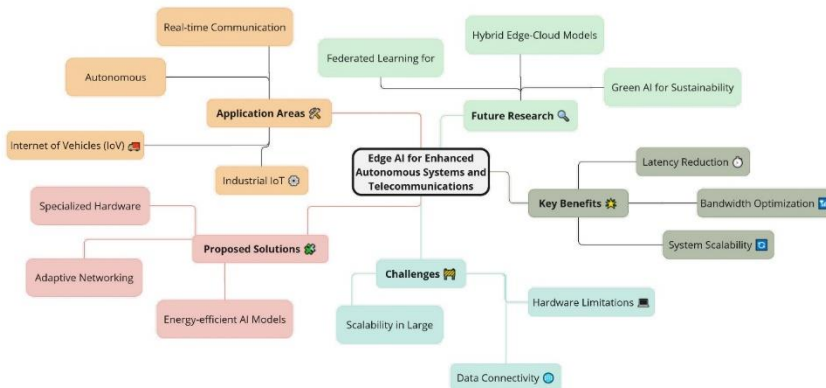 Real-time Communication
Autonomous
Application Areas
Internet of Vehicles (IoV)
Industrial IoT
Hybrid Edge-Cloud Models
Federated Learning for
Green AI for Sustainability
Future Research
Edge AI for Enhanced
Autonomous Systems and
Telecommunications
Latency Reduction
Key Benefits
Bandwidth Optimization
System Scalability
Specialized Hardware
Proposed Solutions
Adaptive Networking
Energy-efficient AI Models
Challenges
Hardware Limitations
Scalability in Large
Data Connectivity